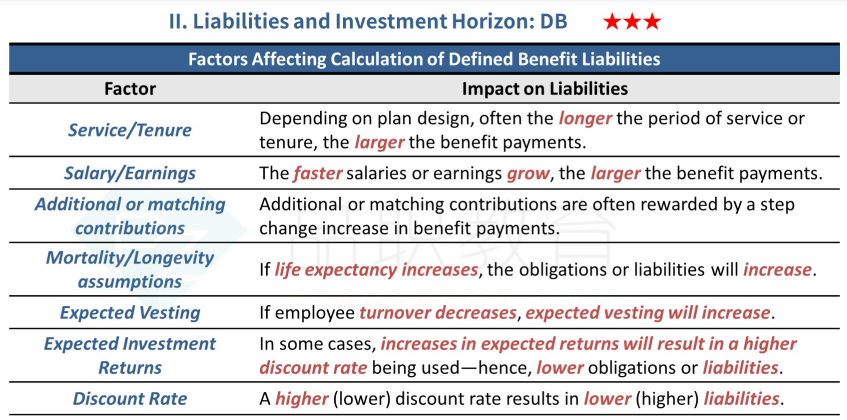 II. Liabilities and Investment Horizon: DB ★★★
Factors Affecting Calculation of Defined Benefit Liabilities
Factor Impact on Liabilities
Service/Tenure
Depending on plan design, often the longer the period of service or
tenure, the larger the benefit payments.
Salary/Earnings
The faster salaries or earnings grow, the larger the benefit payments.
Additional or matching
contributions
Additional or matching contributions are often rewarded by a step
change increase in benefit payments.
Mortality/Longevity
assumptions
If life expectancy increases, the obligations or liabilities will increase.
Expected Vesting
If employee turnover decreases, expected vesting will increase.
Expected Investment
Returns
In some cases, increases in expected returns will result in a higher
discount rate being used—hence, lower obligations or liabilities.
Discount Rate
A higher (lower) discount rate results in lower (higher) liabilities.
品职教育